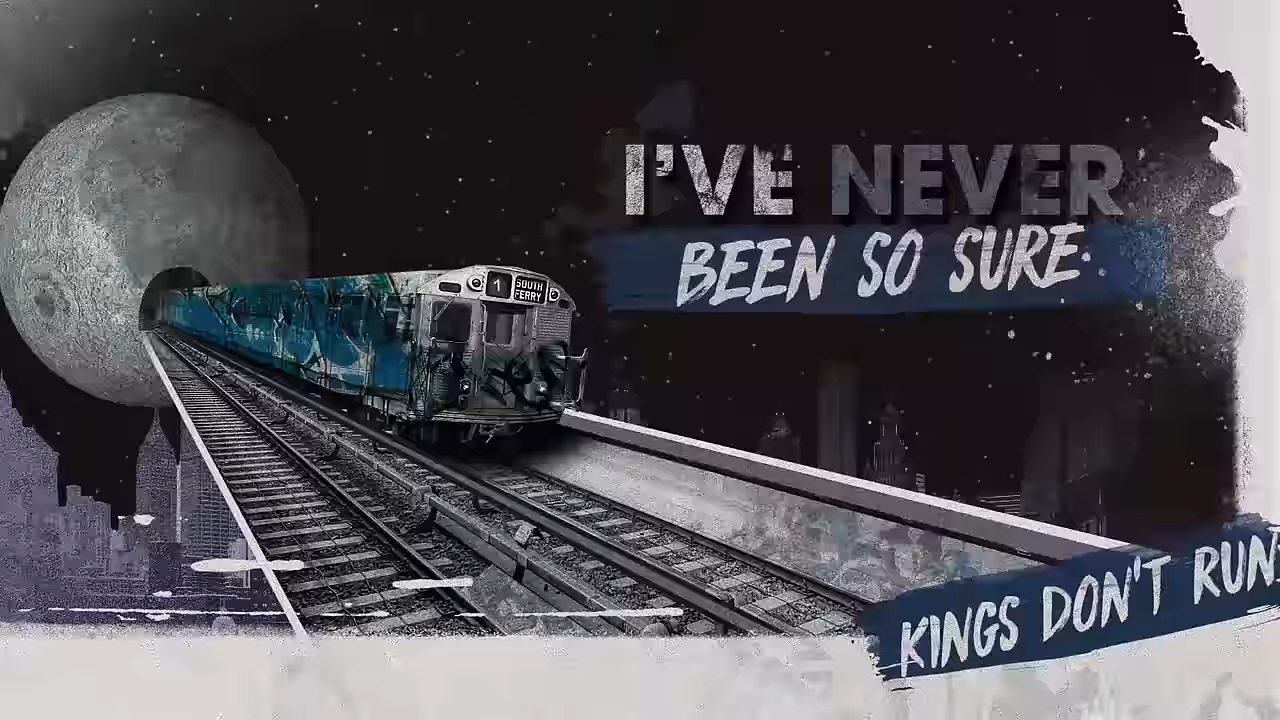 I'VE NEVER
BEEN SO SURE
1 SOUTH
FERRY
KINGS DON'T RUN